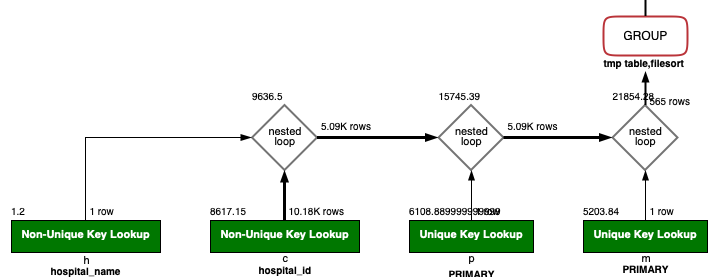 GROUP
tmp table,filesort
9636.5
15745.39
21854.28
565 rows
nested
loop
5.09K rows
nested
loop
5.09K rows
nested
loop
1.2
1 row
8617.15
10.18K rows
6108.889999999999
1 row
5203.84
1 row
Non-Unique Key Lookup
Non-Unique Key Lookup
Unique Key Lookup
Unique Key Lookup
h
hospital_name
c
hospital_id
p
PRIMARY
m
PRIMARY